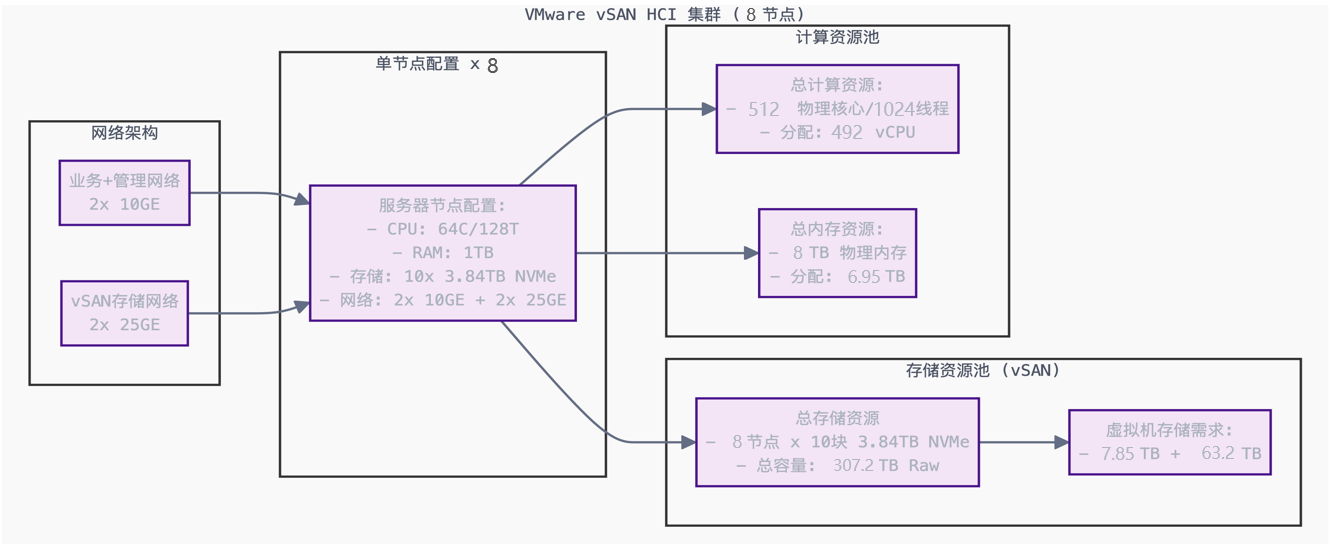 VMware vSAN HCI 集群 (8 节点)
网络架构
业务+管理网络
2x 10GE
vSAN存储网络
2x 25GE
单节点配置 x 8
服务器节点配置:
- CPU: 64C/128T
- RAM: 1TB
- 存储: 10x 3.84TB NVMe
- 网络: 2x 10GE + 2x 25GE
计算资源池
总计算资源:
- 512 物理核心/1024线程
- 分配: 492 vCPU
总内存资源:
- 8 TB 物理内存
- 分配: 6.95 TB
存储资源池 (vSAN)
总存储资源
- 8节点 x 10块 3.84TB NVMe
- 总容量: 307.2 TB Raw
虚拟机存储需求:
- 7.85 TB + 63.2 TB